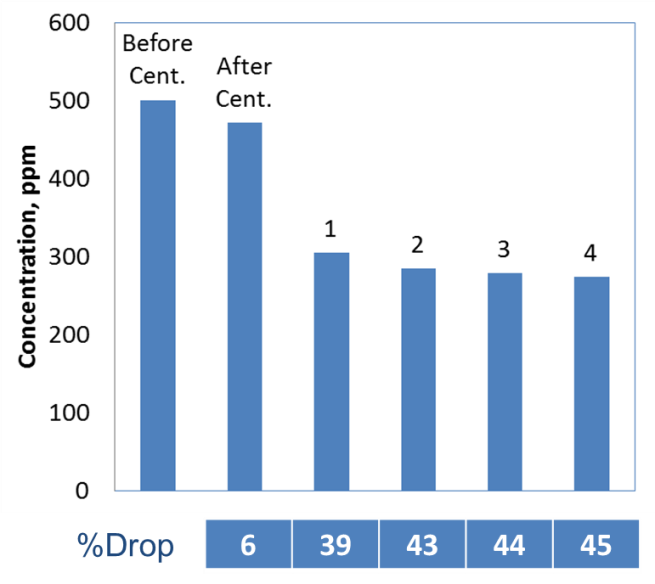 600
500
400
300
200
100
0
Concentration, ppm
Before
Cent.
After
Cent.
1
2
3
4
%Drop 6 39 43 44 45